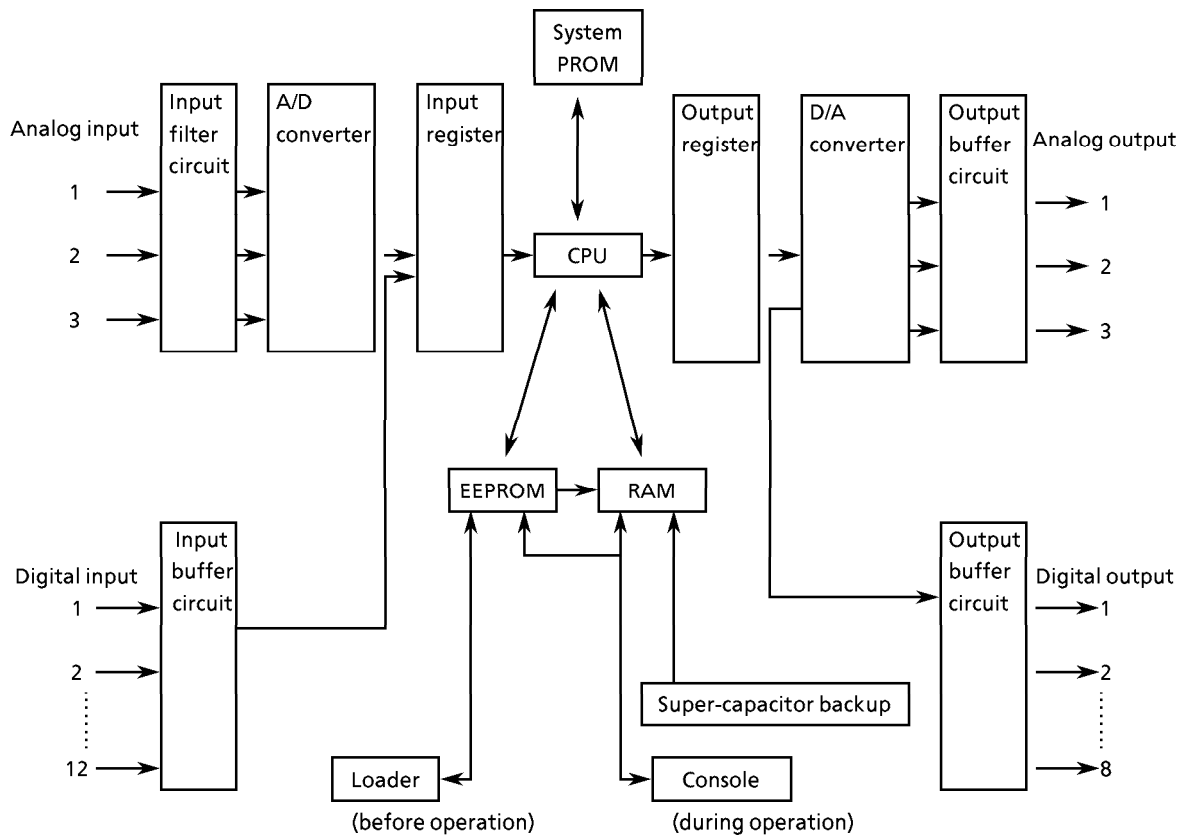 System
PROM
Input
filter
circuit
A/D
converter
Input
register
Output
register
D/A
converter
Output
buffer
circuit
Analog input
1
2
3
Analog output
1
2
3
CPU
EEPROM
RAM
Input
buffer
circuit
Digital input
1
2
12
Output
buffer
circuit
Digital output
1
2
8
Super-capacitor backup
Loader
(before operation)
Console
(during operation)